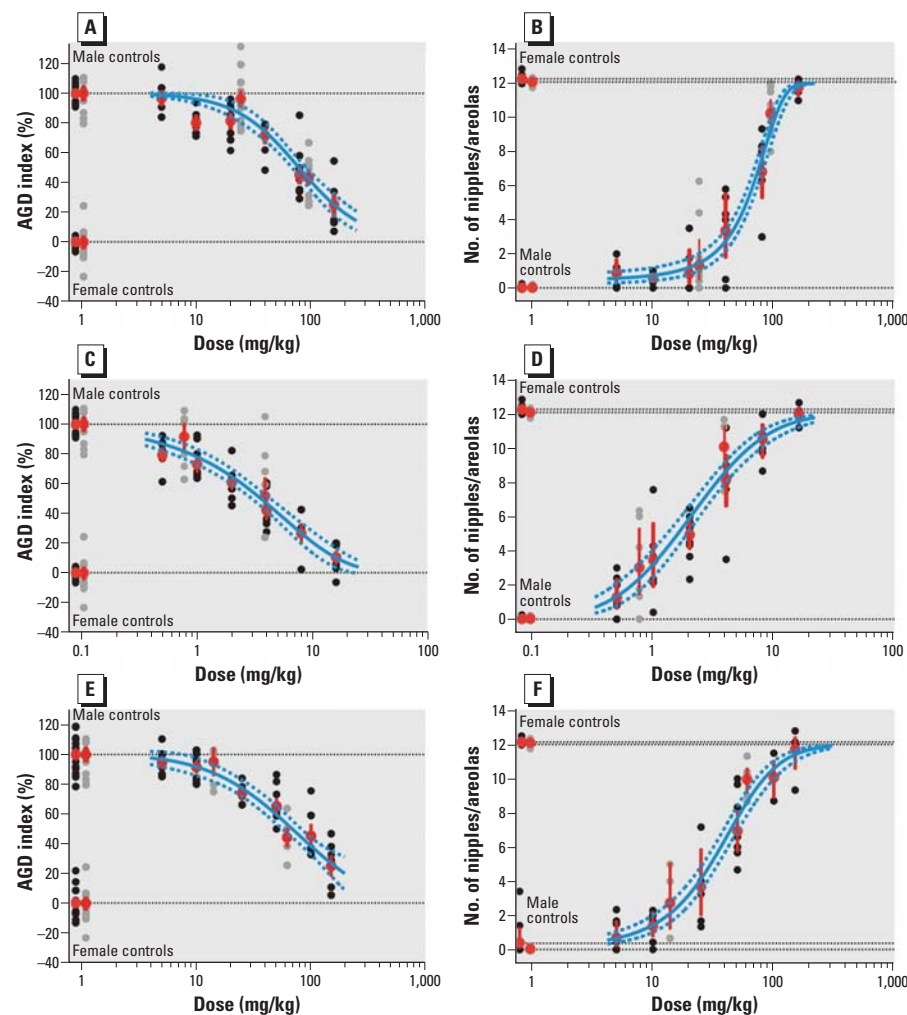 A
Male controls
120
100
80
60
40
20
0
–20
–40
Female controls
AGD index (%)
1
10
100
1,000
Dose (mg/kg)
B
14
Female controls
12
10
8
6
4
2
0
Male
controls
No. of nipples/areolas
1
10
100
1,000
Dose (mg/kg)
C
Male controls
120
100
80
60
40
20
0
–20
–40
Female controls
AGD index (%)
0.1
1
10
100
Dose (mg/kg)
D
14
Female controls
12
10
8
6
4
2
0
Male
controls
No. of nipples/areolas
0.1
1
10
100
Dose (mg/kg)
E
Male controls
120
100
80
60
40
20
0
–20
–40
Female controls
AGD index (%)
1
10
100
1,000
Dose (mg/kg)
F
14
Female controls
12
10
8
6
4
2
0
Male
controls
No. of nipples/areolas
1
10
100
1,000
Dose (mg/kg)